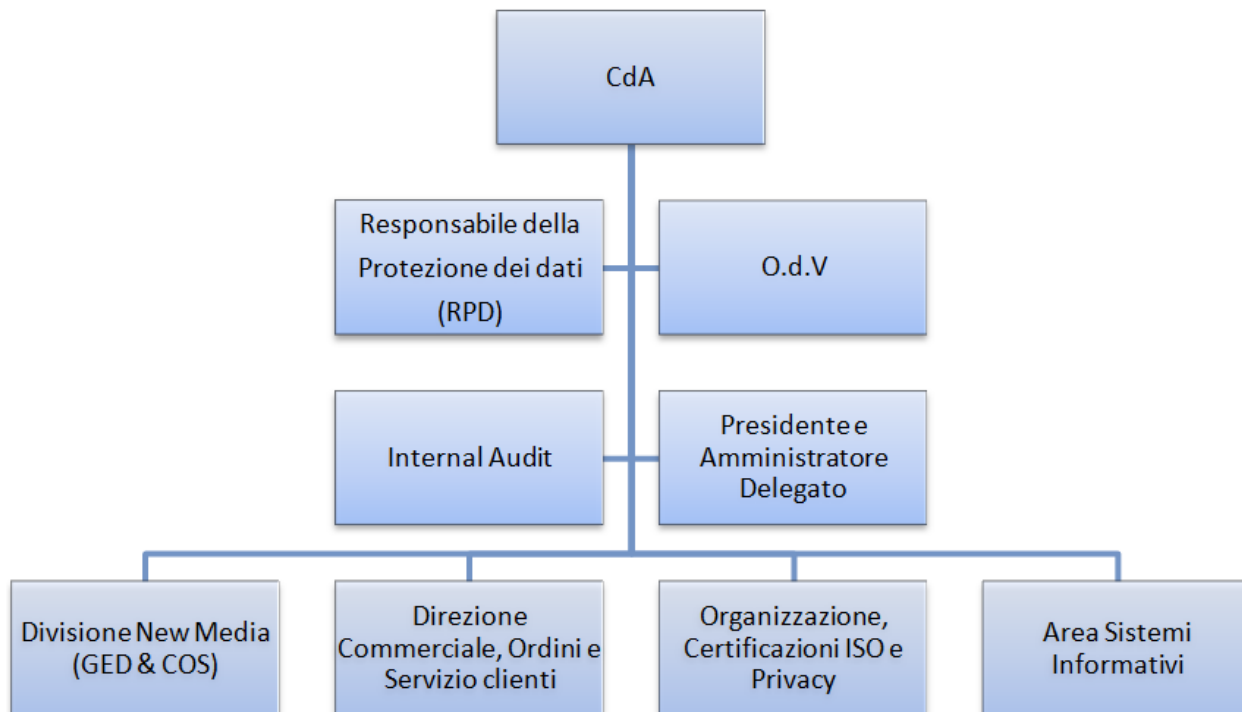 CdA
Responsabile della
Protezione dei dati
(RPD)
O.d.V
Internal Audit
Presidente e
Amministratore
Delegato
Divisione New Media
(GED & COS)
Direzione
Commerciale, Ordini e
Servizio clienti
Organizzazione,
Certificazioni ISO e
Privacy
Area Sistemi
Informativi